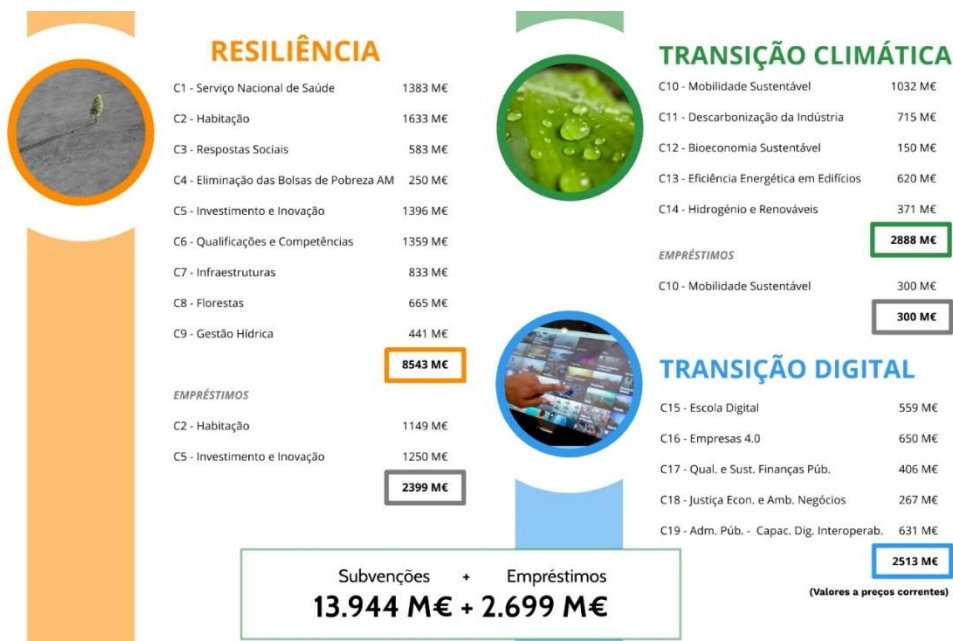 RESILIÊNCIA
C1 - Serviço Nacional de Saúde 1383 M€
C2 - Habitação 1633 M€
C3 - Respostas Sociais 583 M€
C4 - Eliminação das Bolsas de Pobreza AM 250 M€
C5 - Investimento e Inovação 1396 M€
C6 - Qualificações e Competências 1359 M€
C7 - Infraestruturas 833 M€
C8 - Florestas 665 M€
C9 - Gestão Hídrica 441 M€
8543 M€
EMPRÉSTIMOS
C2 - Habitação 1149 M€
C5 - Investimento e Inovação 1250 M€
2399 M€
TRANSIÇÃO CLIMÁTICA
C10 - Mobilidade Sustentável 1032 M€
C11 - Descarbonização da Indústria 715 M€
C12 - Bioeconomia Sustentável 150 M€
C13 - Eficiência Energética em Edifícios 620 M€
C14 - Hidrogénio e Renováveis 371 M€
2888 M€
EMPRÉSTIMOS
C10 - Mobilidade Sustentável 300 M€
300 M€
TRANSIÇÃO DIGITAL
C15 - Escola Digital 559 M€
C16 - Empresas 4.0 650 M€
C17 - Qual. e Sust. Finanças Púb. 406 M€
C18 - Justiça Econ. e Amb. Negócios 267 M€
C19 - Adm. Púb. - Capac. Dig. Interoperab. 631 M€
2513 M€
(Valores a preços correntes)
Subvenções + Empréstimos
13.944 M€ + 2.699 M€